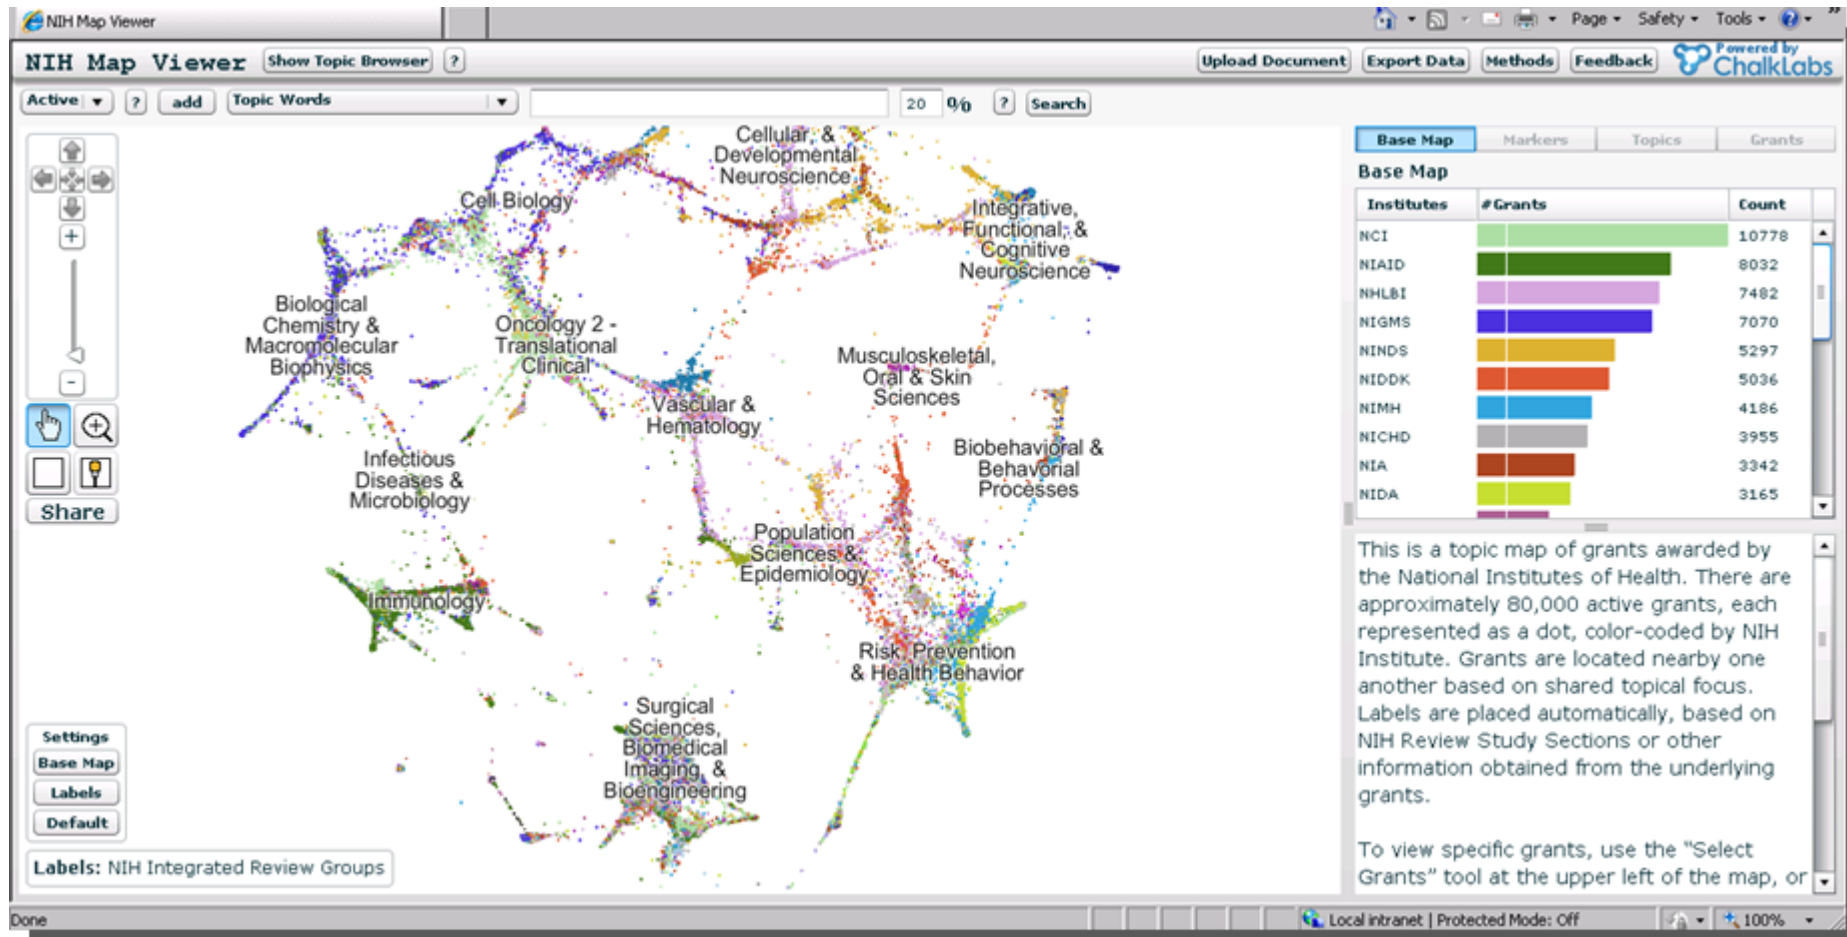 NIH Map Viewer
Page
Safety
Tools
NIH Map Viewer
Show Topic Browser
?
Upload Document
Export Data
Methods
Feedback
Powered by
ChalkLabs
Active
?
add
Topic Words
20 %
?
Search
Base Map
Markers
Topics
Grants
Base Map
Institutes
#Grants
Count
NCI 10778
NIAID 8032
NHLBI 7482
NIGMS 7070
NINDS 5297
NIDDK 5036
NIMH 4186
NICHD 3955
NIA 3342
NIDA 3165
Cellular, &
Developmental
Neuroscience
Cell Biology
Integrative,
Functional, &
Cognitive
Neuroscience
Biological
Chemistry &
Macromolecular
Biophysics
Oncology 2 -
Translational
Clinical
Musculoskeletal,
Oral & Skin
Sciences
Vascular &
Hematology
Biobehavioral &
Behavorial
Processes
Infectious
Diseases &
Microbiology
Population
Sciences &
Epidemiology
Immunology
Risk, Prevention
& Health Behavior
Surgical
Sciences,
Biomedical
Imaging, &
Bioengineering
+
-
Share
Settings
Base Map
Labels
Default
Labels: NIH Integrated Review Groups
This is a topic map of grants awarded by
the National Institutes of Health. There are
approximately 80,000 active grants, each
represented as a dot, color-coded by NIH
Institute. Grants are located nearby one
another based on shared topical focus.
Labels are placed automatically, based on
NIH Review Study Sections or other
information obtained from the underlying
grants.
To view specific grants, use the "Select
Grants" tool at the upper left of the map, or
Done
Local intranet | Protected Mode: Off
100%